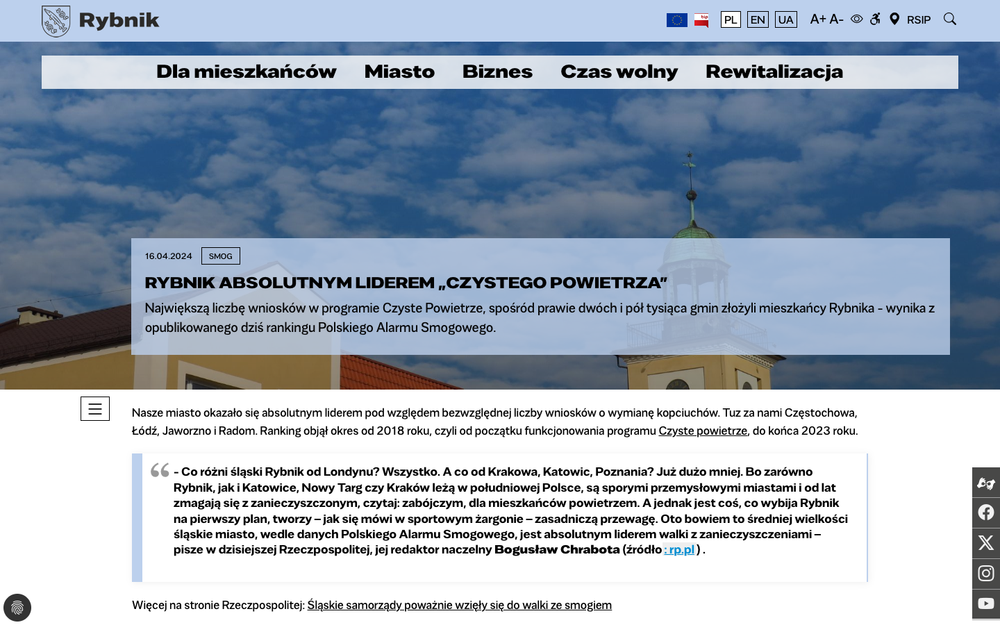 Rybnik
bip
PL EN UA A+ A- RSIP
Dla mieszkańców Miasto Biznes Czas wolny Rewitalizacja
16.04.2024 SMOG
RYBNIK ABSOLUTNYM LIDEREM „CZYSTEGO POWIETRZA”
Największą liczbę wniosków w programie Czyste Powietrze, spośród prawie dwóch i pół tysiąca gmin złożyli mieszkańcy Rybnika - wynika z
opublikowanego dziś rankingu Polskiego Alarmu Smogowego.
Nasze miasto okazało się absolutnym liderem pod względem bezwzględnej liczby wniosków o wymianę kopciuchów. Tuz za nami Częstochowa,
Łódź, Jaworzno i Radom. Ranking objął okres od 2018 roku, czyli od początku funkcjonowania programu Czyste powietrze, do końca 2023 roku.
- Co różni śląski Rybnik od Londynu? Wszystko. A co od Krakowa, Katowic, Poznania? Już dużo mniej. Bo zarówno
Rybnik, jak i Katowice, Nowy Targ czy Kraków leżą w południowej Polsce, są sporymi przemysłowymi miastami i od lat
zmagają się z zanieczyszczonym, czytaj: zabójczym, dla mieszkańców powietrzem. A jednak jest coś, co wybija Rybnik
na pierwszy plan, tworzy – jak się mówi w sportowym żargonie – zasadniczą przewagę. Oto bowiem to średniej wielkości
śląskie miasto, wedle danych Polskiego Alarmu Smogowego, jest absolutnym liderem walki z zanieczyszczeniami –
pisze w dzisiejszej Rzeczpospolitej, jej redaktor naczelny Bogusław Chrabota (źródło: rp.pl) .
Więcej na stronie Rzeczpospolitej: Śląskie samorządy poważnie wzięły się do walki ze smogiem